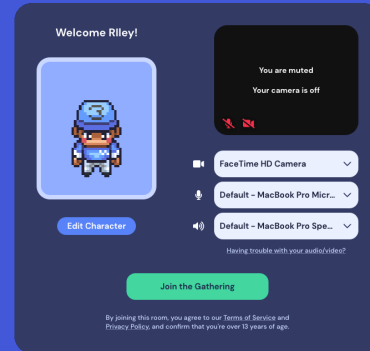 Welcome RIley!
You are muted
Your camera is off
FaceTime HD Camera
Default - MacBook Pro Micr...
Default - MacBook Pro Spe...
Edit Character
Having trouble with your audio/video?
Join the Gathering
By joining this room, you agree to our Terms of Service and
Privacy Policy, and confirm that you're over 13 years of age.